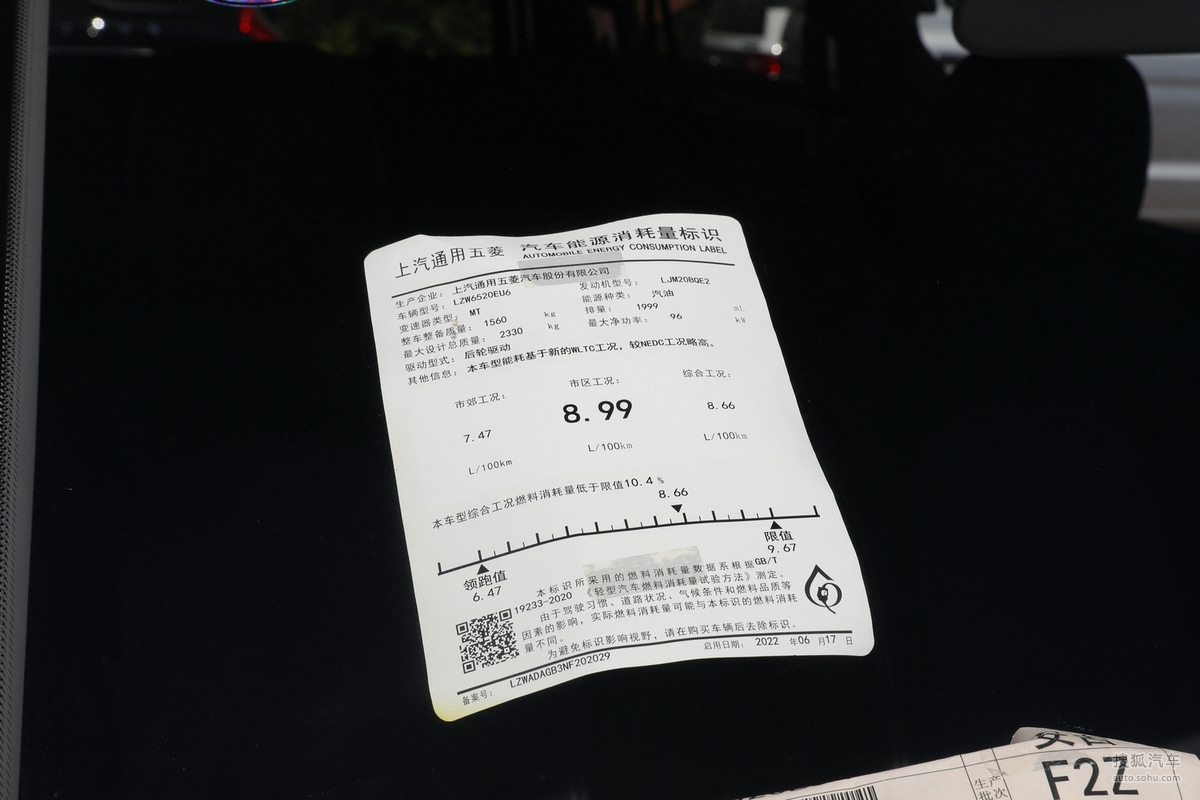 上汽通用五菱 汽车能源消耗量标识
AUTOMOBILE ENERGY CONSUMPTION LABEL
生产企业: 上汽通用五菱汽车股份有限公司
车辆型号: LZW6520EU6 发动机型号: LJM20BQE2
变速器类型: MT 能源种类: 汽油
整车整备质量: 1560 kg 排量: 1999 mL
最大设计总质量: 2330 kg 最大净功率: 96 kW
驱动型式: 后轮驱动
其他信息: 本车型能耗基于新的WLTC工况，较NEDC工况略高。
市郊工况: 市区工况: 综合工况:
7.47 8.99 8.66
L/100km L/100km L/100km
本车型综合工况燃料消耗量低于限值10.4 %
8.66
领跑值 限值
6.47 9.67
本标识所采用的燃料消耗量数据系根据GB/T
19233-2020 《轻型汽车燃料消耗量试验方法》测定。
由于驾驶习惯、道路状况、气候条件和燃料品质等
因素的影响，实际燃料消耗量可能与本标识的燃料消耗
量不同。
为避免标识影响视野，请在购买车辆后去除标识。
备案号: LZWADAGB3NF202029 启用日期: 2022 年06 月17 日
生产
批次
F2Z
搜狐汽车
auto.sohu.com